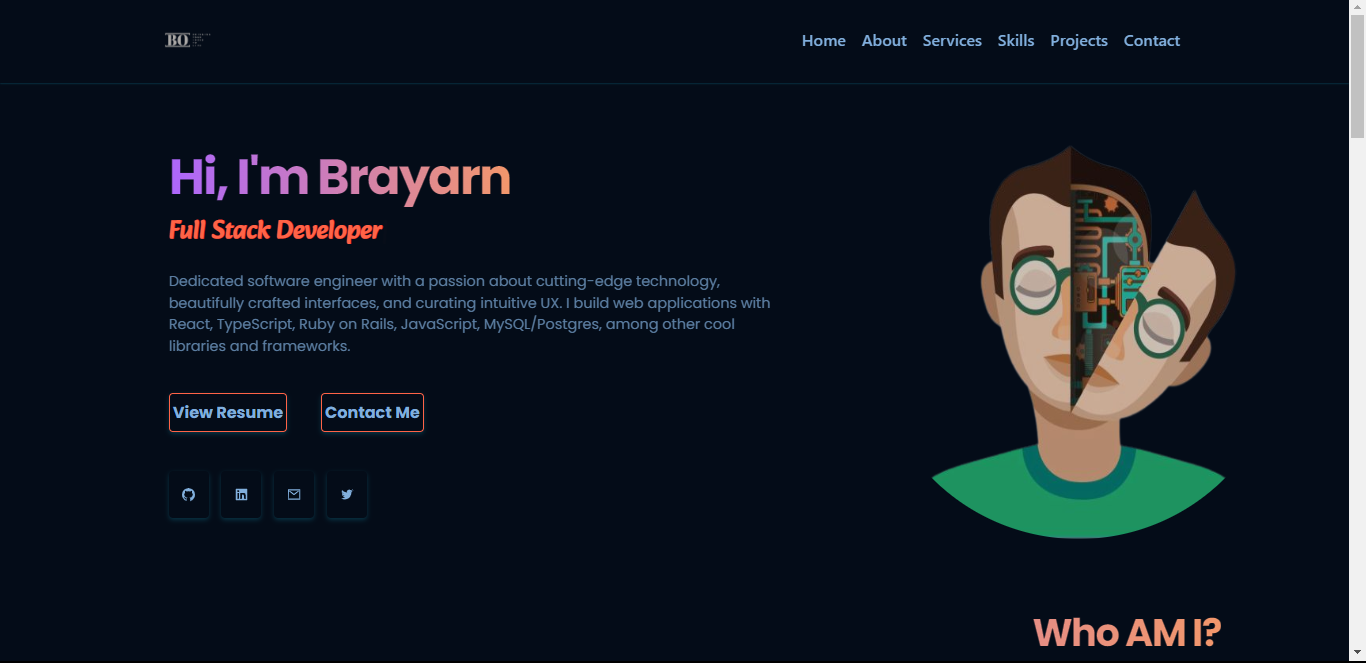 BO
Home About Services Skills Projects Contact
Hi, I'm Brayarn
Full Stack Developer
Dedicated software engineer with a passion about cutting-edge technology,
beautifully crafted interfaces, and curating intuitive UX. I build web applications with
React, TypeScript, Ruby on Rails, JavaScript, MySQL/Postgres, among other cool
libraries and frameworks.
View Resume Contact Me
Who AM I?